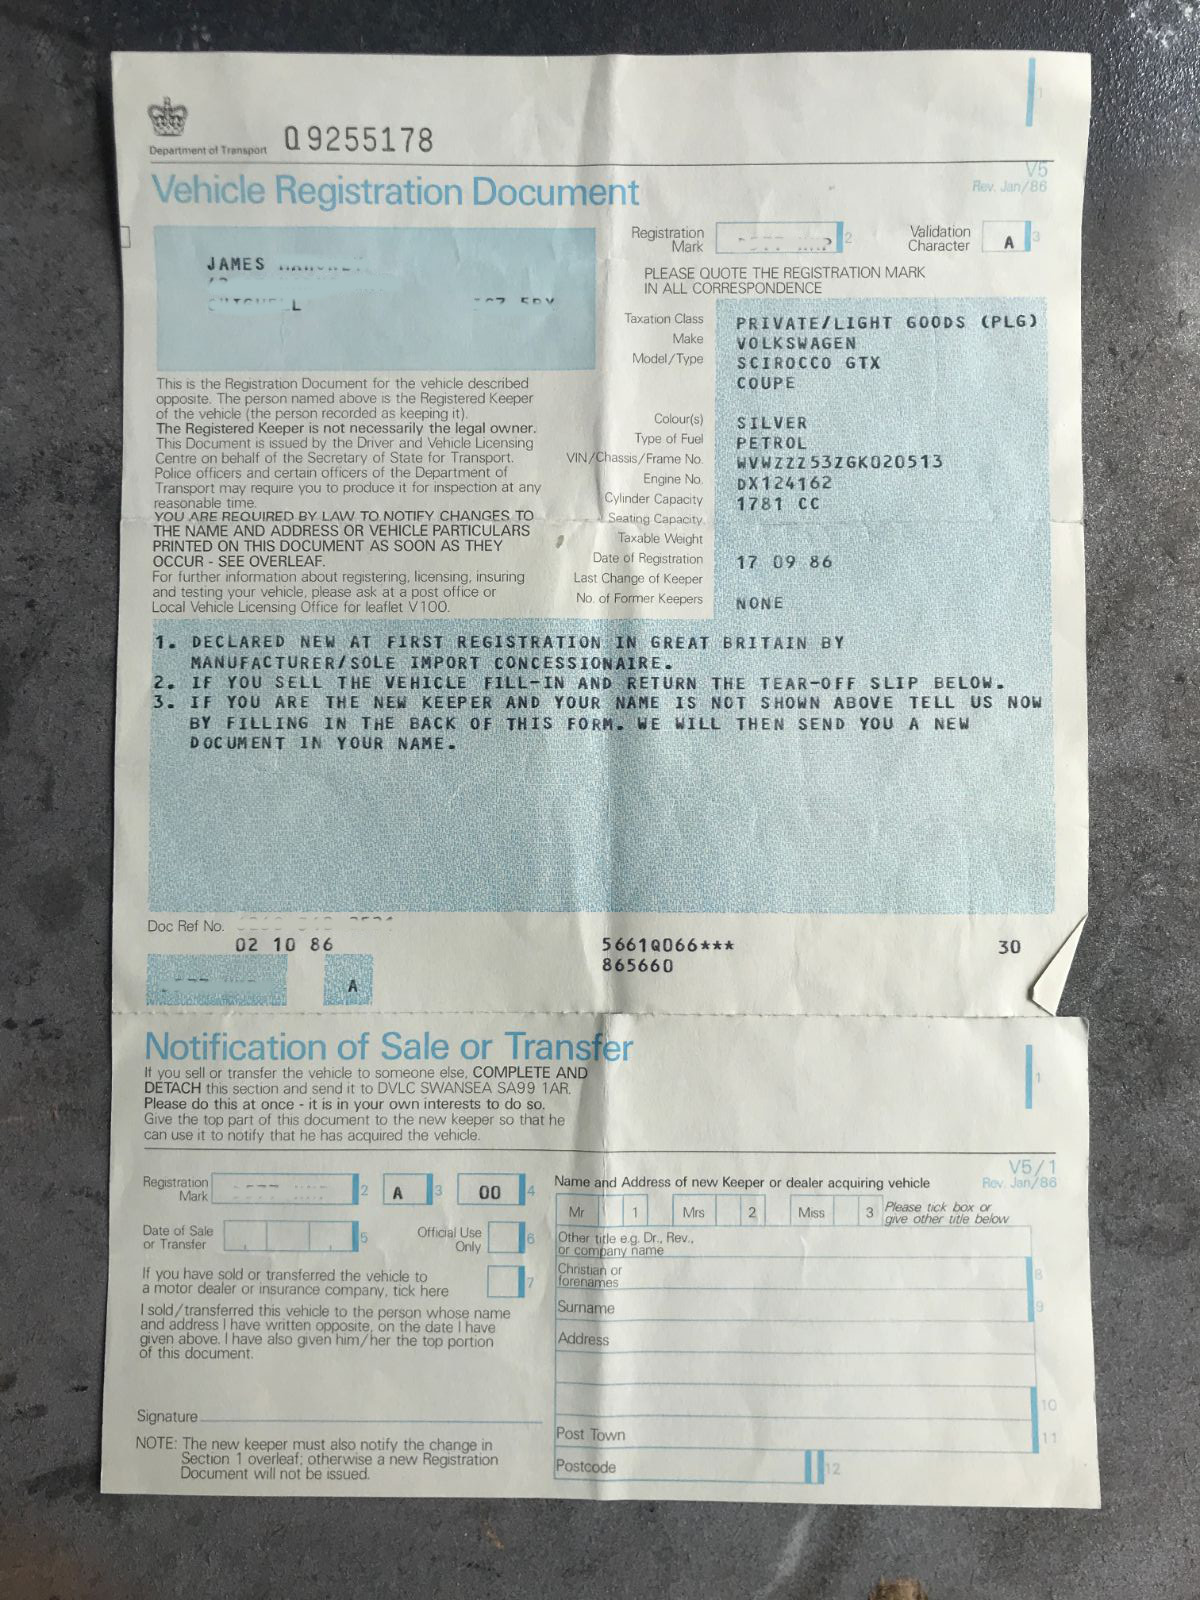 1
Department of Transport Q9255178
V5
Rev. Jan/86
Vehicle Registration Document
Registration Mark 2
Validation Character A 3
PLEASE QUOTE THE REGISTRATION MARK
IN ALL CORRESPONDENCE
JAMES
Taxation Class PRIVATE/LIGHT GOODS (PLG)
Make VOLKSWAGEN
Model/Type SCIROCCO GTX
COUPE
Colour(s) SILVER
Type of Fuel PETROL
VIN/Chassis/Frame No. WVWZZZ53ZGK020513
Engine No. DX124162
Cylinder Capacity 1781 CC
Seating Capacity
Taxable Weight
Date of Registration 17 09 86
Last Change of Keeper
No. of Former Keepers NONE
This is the Registration Document for the vehicle described
opposite. The person named above is the Registered Keeper
of the vehicle (the person recorded as keeping it).
The Registered Keeper is not necessarily the legal owner.
This Document is issued by the Driver and Vehicle Licensing
Centre on behalf of the Secretary of State for Transport.
Police officers and certain officers of the Department of
Transport may require you to produce it for inspection at any
reasonable time.
YOU ARE REQUIRED BY LAW TO NOTIFY CHANGES TO
THE NAME AND ADDRESS OR VEHICLE PARTICULARS
PRINTED ON THIS DOCUMENT AS SOON AS THEY
OCCUR - SEE OVERLEAF.
For further information about registering, licensing, insuring
and testing your vehicle, please ask at a post office or
Local Vehicle Licensing Office for leaflet V100.
1. DECLARED NEW AT FIRST REGISTRATION IN GREAT BRITAIN BY
MANUFACTURER/SOLE IMPORT CONCESSIONAIRE.
2. IF YOU SELL THE VEHICLE FILL-IN AND RETURN THE TEAR-OFF SLIP BELOW.
3. IF YOU ARE THE NEW KEEPER AND YOUR NAME IS NOT SHOWN ABOVE TELL US NOW
BY FILLING IN THE BACK OF THIS FORM. WE WILL THEN SEND YOU A NEW
DOCUMENT IN YOUR NAME.
Doc Ref No.
02 10 86 5661Q066*** 30
865660
A
Notification of Sale or Transfer
If you sell or transfer the vehicle to someone else, COMPLETE AND
DETACH this section and send it to DVLC SWANSEA SA99 1AR.
Please do this at once - it is in your own interests to do so.
Give the top part of this document to the new keeper so that he
can use it to notify that he has acquired the vehicle.
1
V5/1
Rev. Jan/86
Registration Mark 2 A 3 00 4
Date of Sale or Transfer 5
Official Use Only 6
If you have sold or transferred the vehicle to
a motor dealer or insurance company, tick here 7
I sold/transferred this vehicle to the person whose name
and address I have written opposite, on the date I have
given above. I have also given him/her the top portion
of this document.
Signature
NOTE: The new keeper must also notify the change in
Section 1 overleaf; otherwise a new Registration
Document will not be issued.
Name and Address of new Keeper or dealer acquiring vehicle
Mr 1 Mrs 2 Miss 3 Please tick box or
give other title below
Other title e.g. Dr., Rev.,
or company name
Christian or
forenames 8
Surname 9
Address
10
Post Town 11
Postcode 12